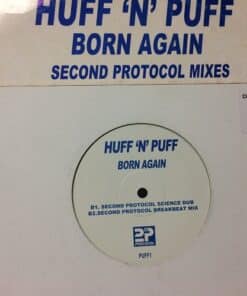 HUFF 'N' PUFF
BORN AGAIN
SECOND PROTOCOL MIXES
HUFF 'N' PUFF
BORN AGAIN
B1. SECOND PROTOCOL SCIENCE DUB
B2.SECOND PROTOCOL BREAKBEAT MIX
2P
PUFF1